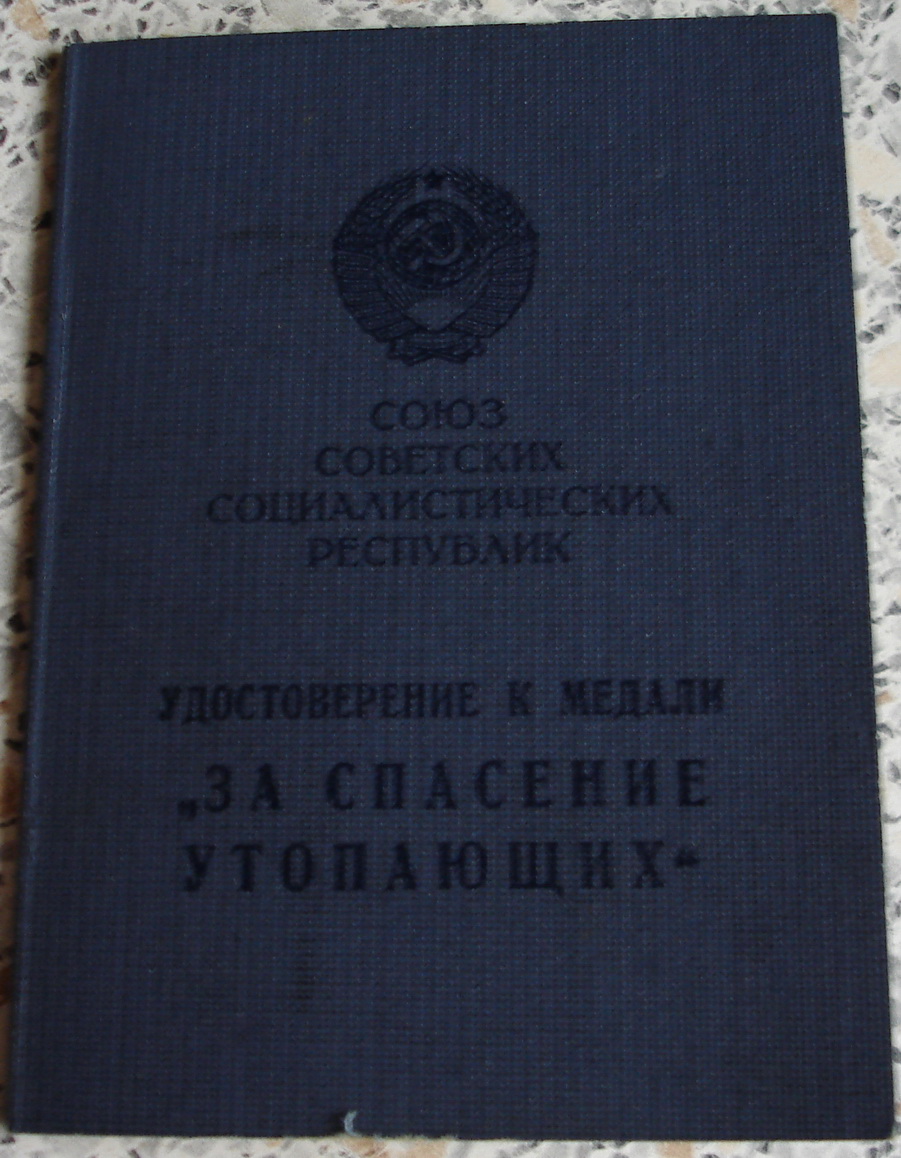 СОЮЗ
СОВЕТСКИХ
СОЦИАЛИСТИЧЕСКИХ
РЕСПУБЛИК
УДОСТОВЕРЕНИЕ К МЕДАЛИ
„ЗА СПАСЕНИЕ
УТОПАЮЩИХ“